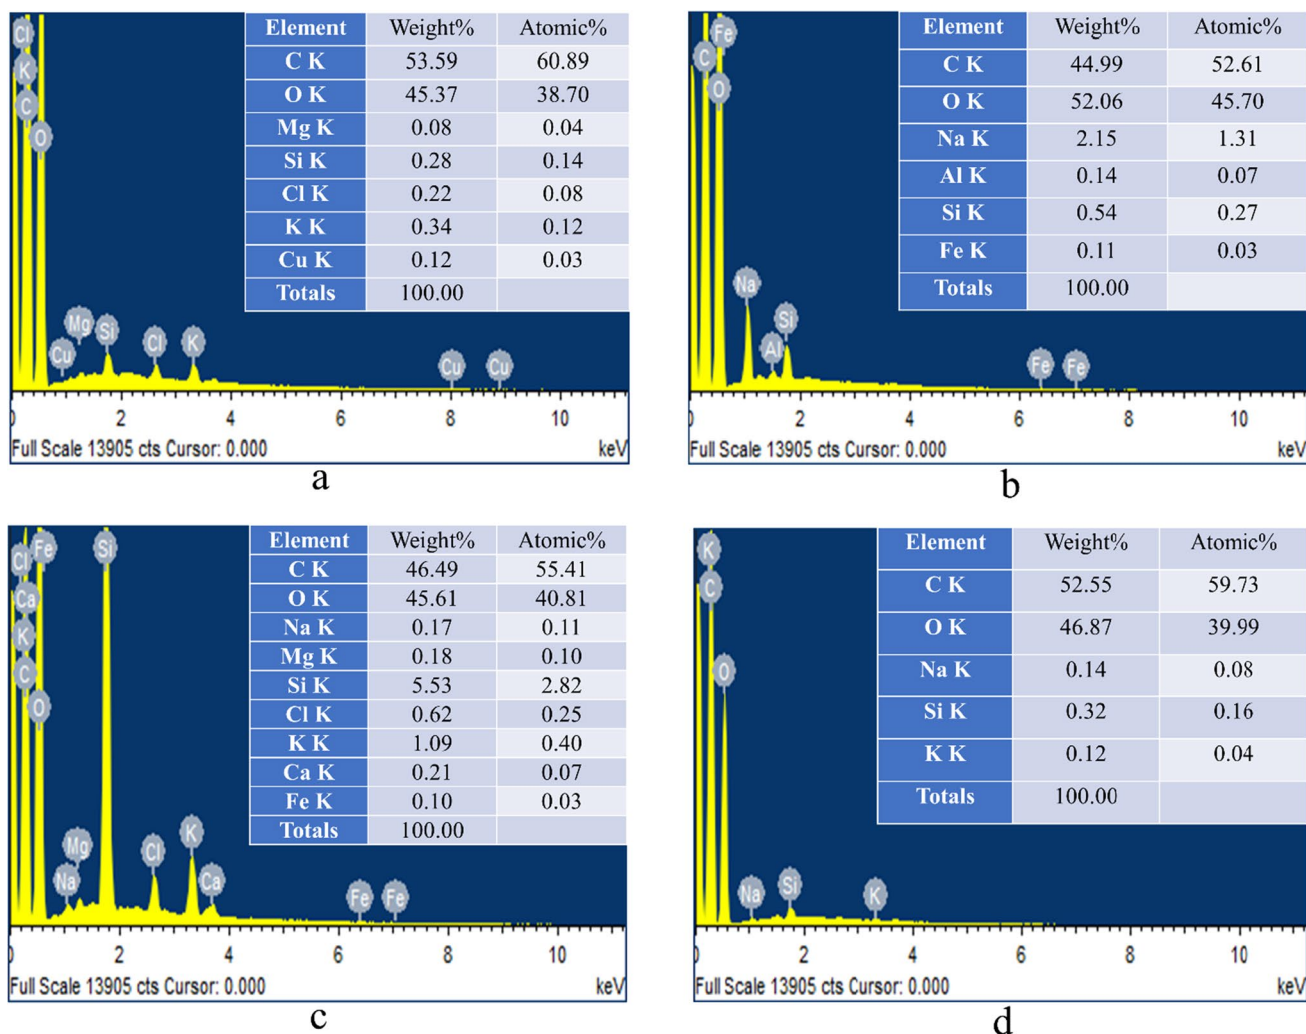 Element Weight% Atomic%
C K 53.59 60.89
O K 45.37 38.70
Mg K 0.08 0.04
Si K 0.28 0.14
Cl K 0.22 0.08
K K 0.34 0.12
Cu K 0.12 0.03
Totals 100.00
Cl
K
C
O
Cu Mg Si Cl K Cu Cu
0 2 4 6 8 10
Full Scale 13905 cts Cursor: 0.000 keV
a
Element Weight% Atomic%
C K 44.99 52.61
O K 52.06 45.70
Na K 2.15 1.31
Al K 0.14 0.07
Si K 0.54 0.27
Fe K 0.11 0.03
Totals 100.00
Fe
C
O
Na Al Si Fe Fe
0 2 4 6 8 10
Full Scale 13905 cts Cursor: 0.000 keV
b
Element Weight% Atomic%
C K 46.49 55.41
O K 45.61 40.81
Na K 0.17 0.11
Mg K 0.18 0.10
Si K 5.53 2.82
Cl K 0.62 0.25
K K 1.09 0.40
Ca K 0.21 0.07
Fe K 0.10 0.03
Totals 100.00
Cl Fe Si
Ca
K
C
O
Na Mg Cl K Ca Fe Fe
0 2 4 6 8 10
Full Scale 13905 cts Cursor: 0.000 keV
c
Element Weight% Atomic%
C K 52.55 59.73
O K 46.87 39.99
Na K 0.14 0.08
Si K 0.32 0.16
K K 0.12 0.04
Totals 100.00
K
C
O
Na Si K
0 2 4 6 8 10
Full Scale 13905 cts Cursor: 0.000 keV
d